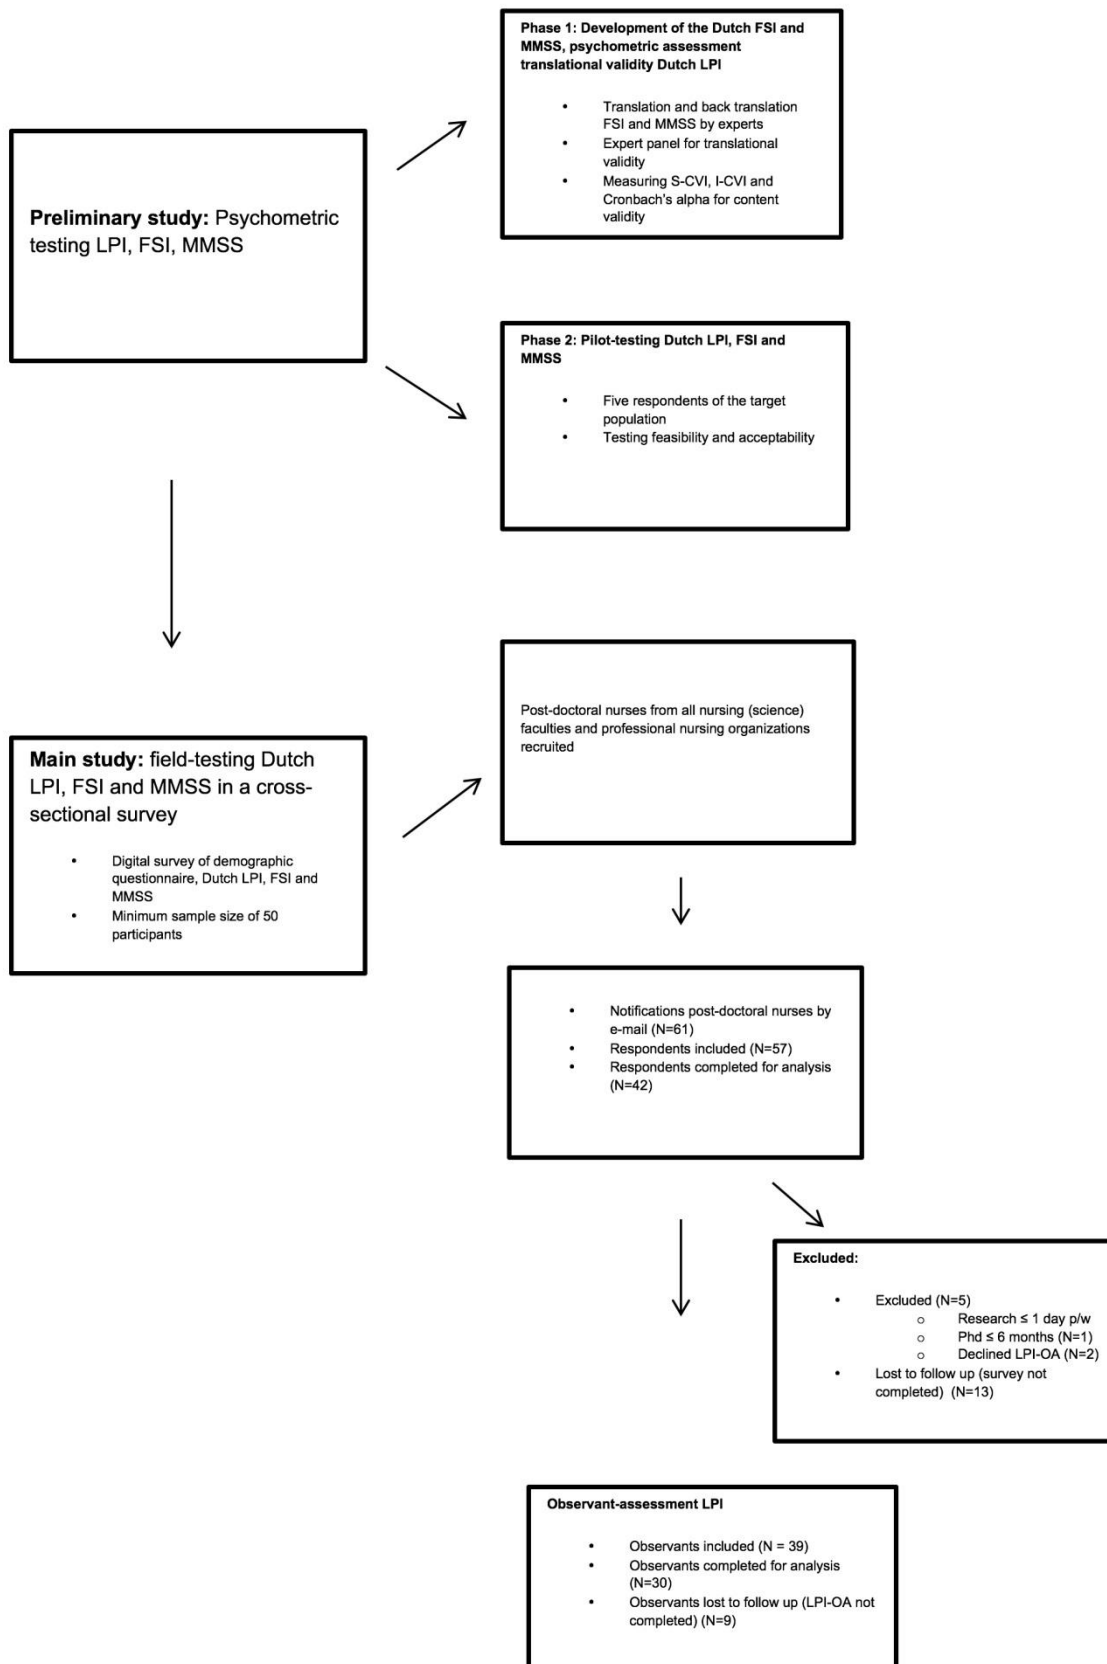 Preliminary study: Psychometric
testing LPI, FSI, MMSS
Phase 1: Development of the Dutch FSI and
MMSS, psychometric assessment
translational validity Dutch LPI
• Translation and back translation
FSI and MMSS by experts
• Expert panel for translational
validity
• Measuring S-CVI, I-CVI and
Cronbach's alpha for content
validity
Phase 2: Pilot-testing Dutch LPI, FSI and
MMSS
• Five respondents of the target
population
• Testing feasibility and acceptability
Main study: field-testing Dutch
LPI, FSI and MMSS in a cross-
sectional survey
• Digital survey of demographic
questionnaire, Dutch LPI, FSI and
MMSS
• Minimum sample size of 50
participants
Post-doctoral nurses from all nursing (science)
faculties and professional nursing organizations
recruited
• Notifications post-doctoral nurses by
e-mail (N=61)
• Respondents included (N=57)
• Respondents completed for analysis
(N=42)
Excluded:
• Excluded (N=5)
o Research ≤ 1 day p/w
o Phd ≤ 6 months (N=1)
o Declined LPI-OA (N=2)
• Lost to follow up (survey not
completed) (N=13)
Observant-assessment LPI
• Observants included (N = 39)
• Observants completed for analysis
(N=30)
• Observants lost to follow up (LPI-OA not
completed) (N=9)